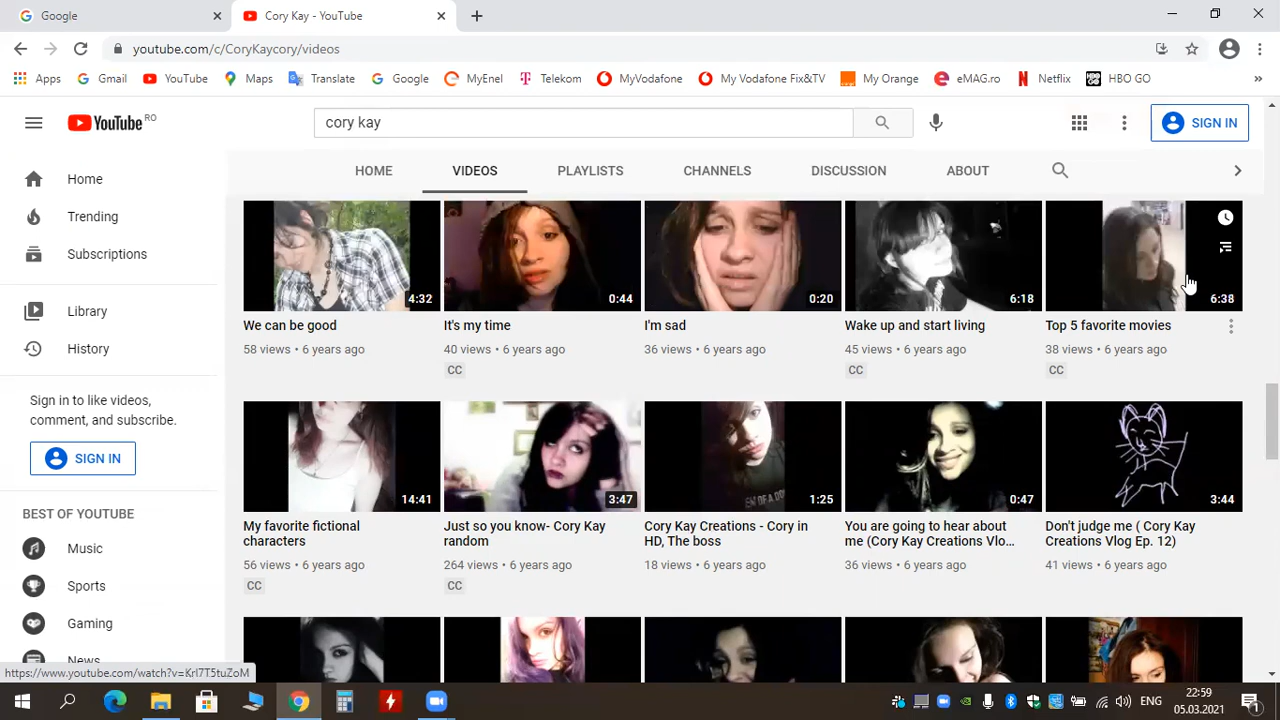 Google
Cory Kay - YouTube
youtube.com/c/CoryKaycory/videos
Apps Gmail YouTube Maps Translate Google MyEnel Telekom MyVodafone My Vodafone Fix&TV My Orange eMAG.ro Netflix HBO GO »
YouTube RO
cory kay
SIGN IN
HOME VIDEOS PLAYLISTS CHANNELS DISCUSSION ABOUT
Home
Trending
Subscriptions
Library
History
Sign in to like videos,
comment, and subscribe.
SIGN IN
BEST OF YOUTUBE
Music
Sports
Gaming
News
4:32 0:44 0:20 6:18 6:38
We can be good It's my time I'm sad Wake up and start living Top 5 favorite movies
58 views • 6 years ago 40 views • 6 years ago 36 views • 6 years ago 45 views • 6 years ago 38 views • 6 years ago
CC CC CC
14:41 3:47 1:25 0:47 3:44
My favorite fictional Just so you know- Cory Kay Cory Kay Creations - Cory in You are going to hear about Don't judge me ( Cory Kay
characters random HD, The boss me (Cory Kay Creations Vlo... Creations Vlog Ep. 12)
56 views • 6 years ago 264 views • 6 years ago 18 views • 6 years ago 36 views • 6 years ago 41 views • 6 years ago
CC CC
https://www.youtube.com/watch?v=Krl7T5tuZoM
ENG
22:59
05.03.2021